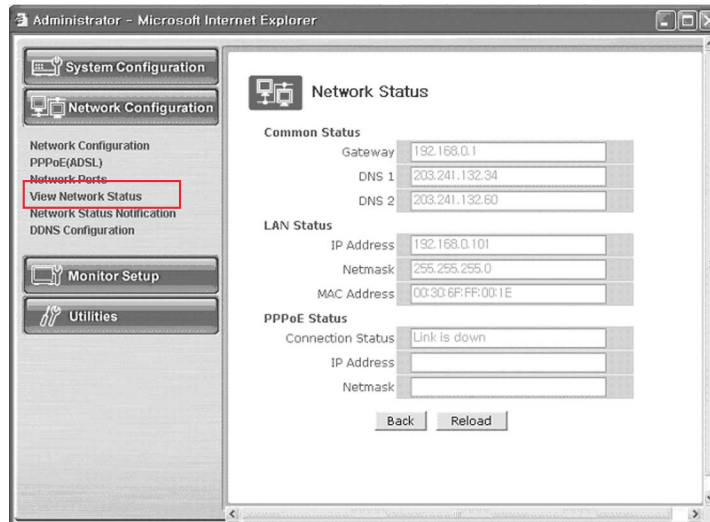 Administrator - Microsoft Internet Explorer
System Configuration
Network Configuration
Network Configuration
PPPoE(ADSL)
Network Ports
View Network Status
Network Status Notification
DDNS Configuration
Monitor Setup
Utilities
Network Status
Common Status
Gateway 192.168.0.1
DNS 1 203.241.132.34
DNS 2 203.241.132.60
LAN Status
IP Address 192.168.0.101
Netmask 255.255.255.0
MAC Address 00:30:6F:FF:00:1E
PPPoE Status
Connection Status Link is down
IP Address
Netmask
Back Reload